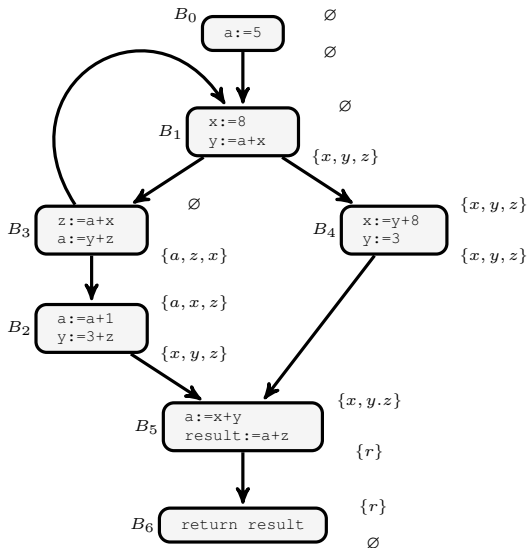 B0
∅
a:=5
∅
∅
B1
x:=8
y:=a+x
{x, y, z}
∅
{x, y, z}
B3
z:=a+x
a:=y+z
B4
x:=y+8
y:=3
{a, z, x}
{x, y, z}
{a, x, z}
B2
a:=a+1
y:=3+z
{x, y, z}
{x, y.z}
B5
a:=x+y
result:=a+z
{r}
{r}
B6
return result
∅